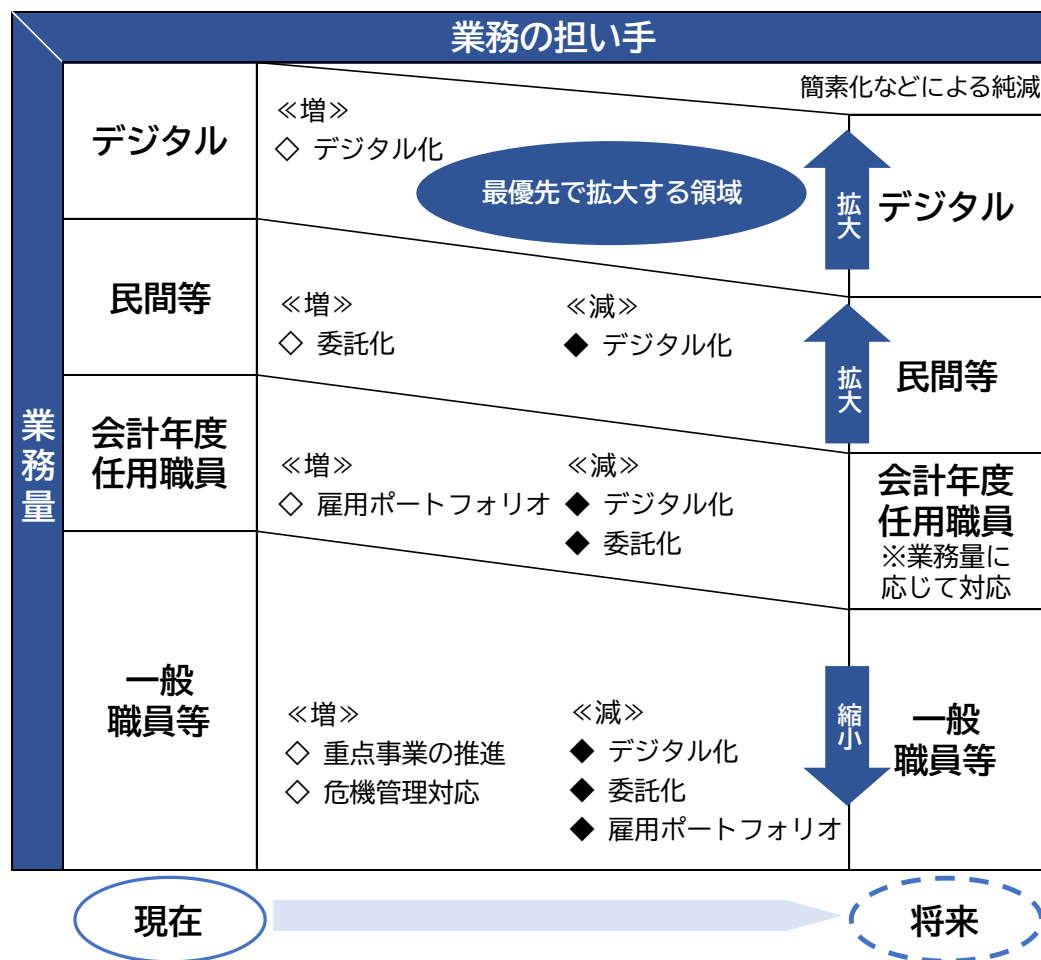 業務の担い手
業務量
デジタル
≪増≫
◇ デジタル化
最優先で拡大する領域
簡素化などによる純減
拡大
デジタル
民間等
≪増≫
◇ 委託化
≪減≫
◆ デジタル化
拡大
民間等
会計年度
任用職員
≪増≫
◇ 雇用ポートフォリオ
≪減≫
◆ デジタル化
◆ 委託化
会計年度
任用職員
※業務量に
応じて対応
一般
職員等
≪増≫
◇ 重点事業の推進
◇ 危機管理対応
≪減≫
◆ デジタル化
◆ 委託化
◆ 雇用ポートフォリオ
縮小
一般
職員等
現在
将来